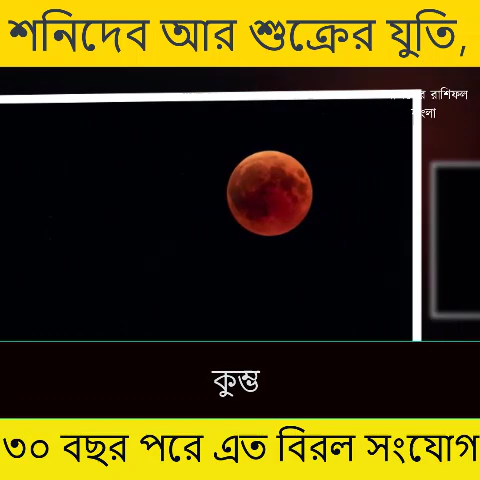 শনিদেব আর শুক্রের যুতি,
রাশিফল
কুম্ভ
৩০ বছর পরে এত বিরল সংযোগ